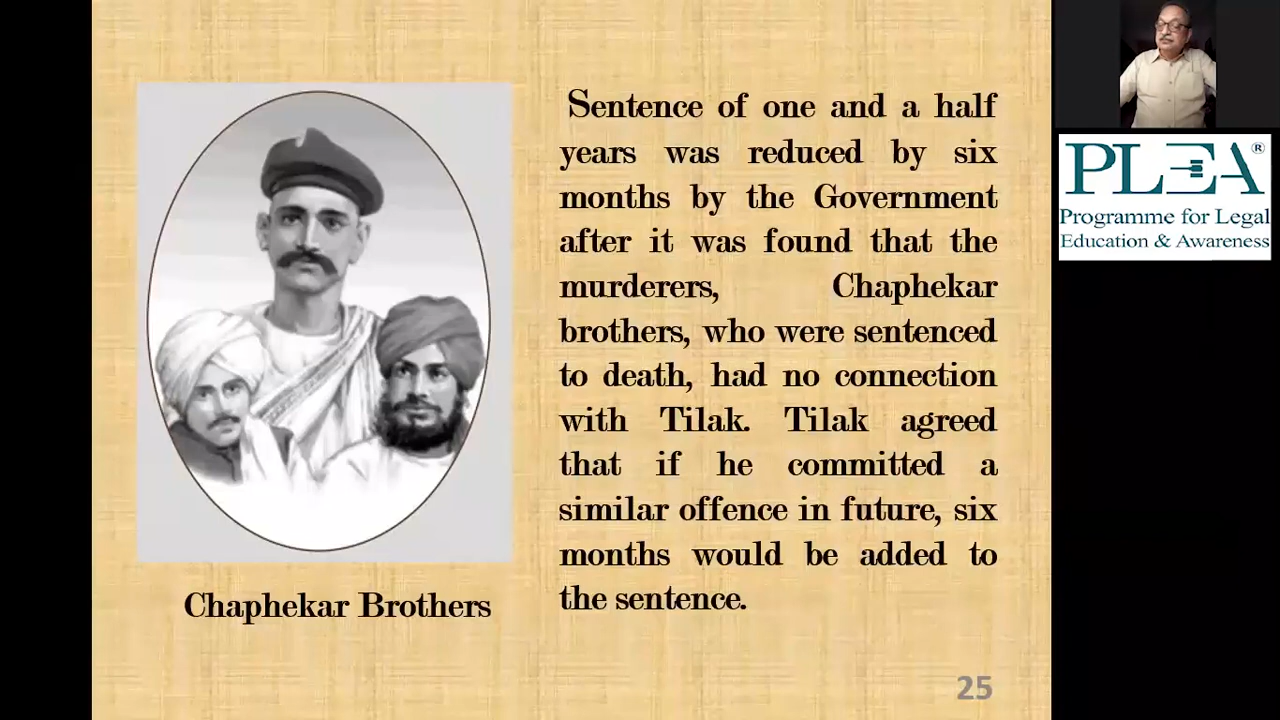 Sentence of one and a half
years was reduced by six
months by the Government
after it was found that the
murderers, Chaphekar
brothers, who were sentenced
to death, had no connection
with Tilak. Tilak agreed
that if he committed a
similar offence in future, six
months would be added to
the sentence.
Chaphekar Brothers
25
PLEA®
Programme for Legal
Education & Awareness